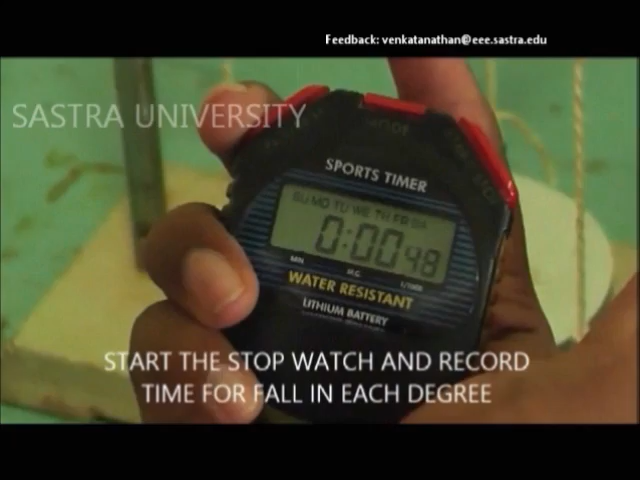 Feedback: venkatanathan@eee.sastra.edu
SASTRA UNIVERSITY
SPORTS TIMER
SU MO TU WE TH FR SA
0:00 48
WATER RESISTANT
LITHIUM BATTERY
START THE STOP WATCH AND RECORD
TIME FOR FALL IN EACH DEGREE